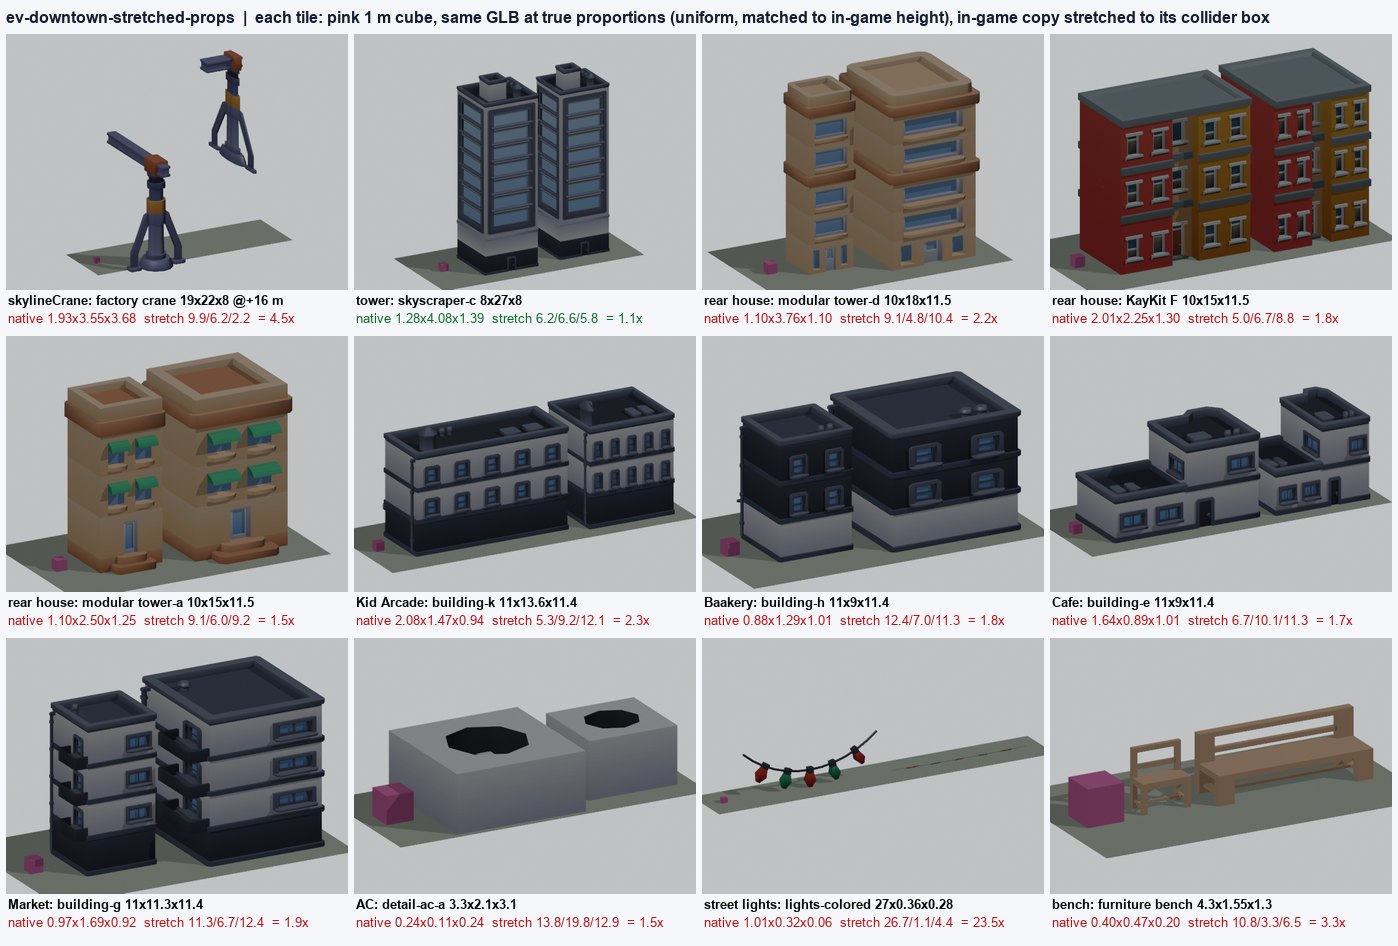 ev-downtown-stretched-props | each tile: pink 1 m cube, same GLB at true proportions (uniform, matched to in-game height), in-game copy stretched to its collider box
skylineCrane: factory crane 19x22x8 @+16 m
native 1.93x3.55x3.68 stretch 9.9/6.2/2.2 = 4.5x
tower: skyscraper-c 8x27x8
native 1.28x4.08x1.39 stretch 6.2/6.6/5.8 = 1.1x
rear house: modular tower-d 10x18x11.5
native 1.10x3.76x1.10 stretch 9.1/4.8/10.4 = 2.2x
rear house: KayKit F 10x15x11.5
native 2.01x2.25x1.30 stretch 5.0/6.7/8.8 = 1.8x
rear house: modular tower-a 10x15x11.5
native 1.10x2.50x1.25 stretch 9.1/6.0/9.2 = 1.5x
Kid Arcade: building-k 11x13.6x11.4
native 2.08x1.47x0.94 stretch 5.3/9.2/12.1 = 2.3x
Baakery: building-h 11x9x11.4
native 0.88x1.29x1.01 stretch 12.4/7.0/11.3 = 1.8x
Cafe: building-e 11x9x11.4
native 1.64x0.89x1.01 stretch 6.7/10.1/11.3 = 1.7x
Market: building-g 11x11.3x11.4
native 0.97x1.69x0.92 stretch 11.3/6.7/12.4 = 1.9x
AC: detail-ac-a 3.3x2.1x3.1
native 0.24x0.11x0.24 stretch 13.8/19.8/12.9 = 1.5x
street lights: lights-colored 27x0.36x0.28
native 1.01x0.32x0.06 stretch 26.7/1.1/4.4 = 23.5x
bench: furniture bench 4.3x1.55x1.3
native 0.40x0.47x0.20 stretch 10.8/3.3/6.5 = 3.3x